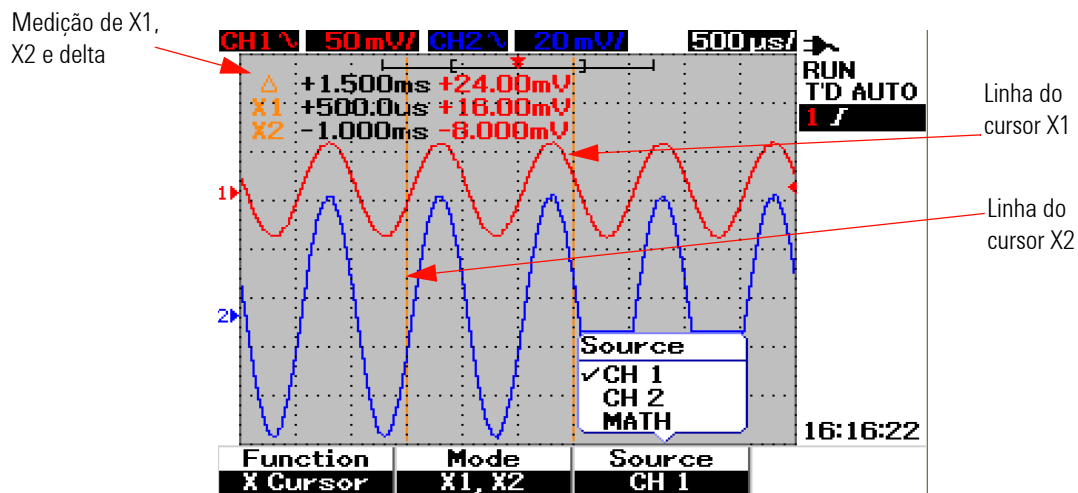 Medição de X1,
X2 e delta
CH1 ∿ 50 mV/ CH2 ∿ 20 mV/ 500 µs/
RUN
T'D AUTO
1
Δ +1.500ms +24.00mV
X1 +500.0us +16.00mV
X2 -1.000ms -8.000mV
Linha do
cursor X1
1
Linha do
cursor X2
2
Source
✓CH 1
CH 2
MATH
16:16:22
Function Mode Source
X Cursor X1, X2 CH 1